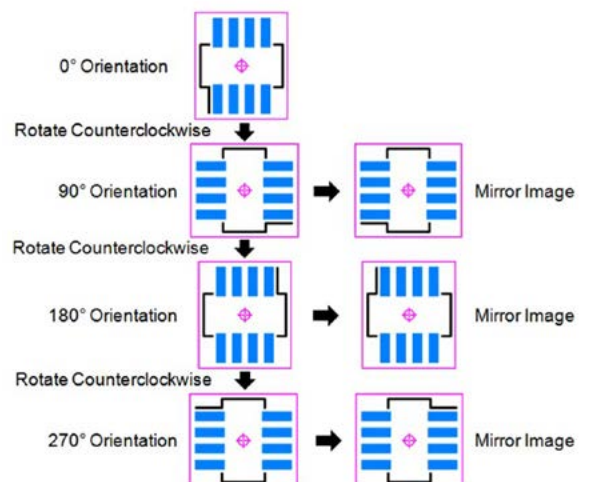 0° Orientation
Rotate Counterclockwise
90° Orientation
Mirror Image
Rotate Counterclockwise
180° Orientation
Mirror Image
Rotate Counterclockwise
270° Orientation
Mirror Image